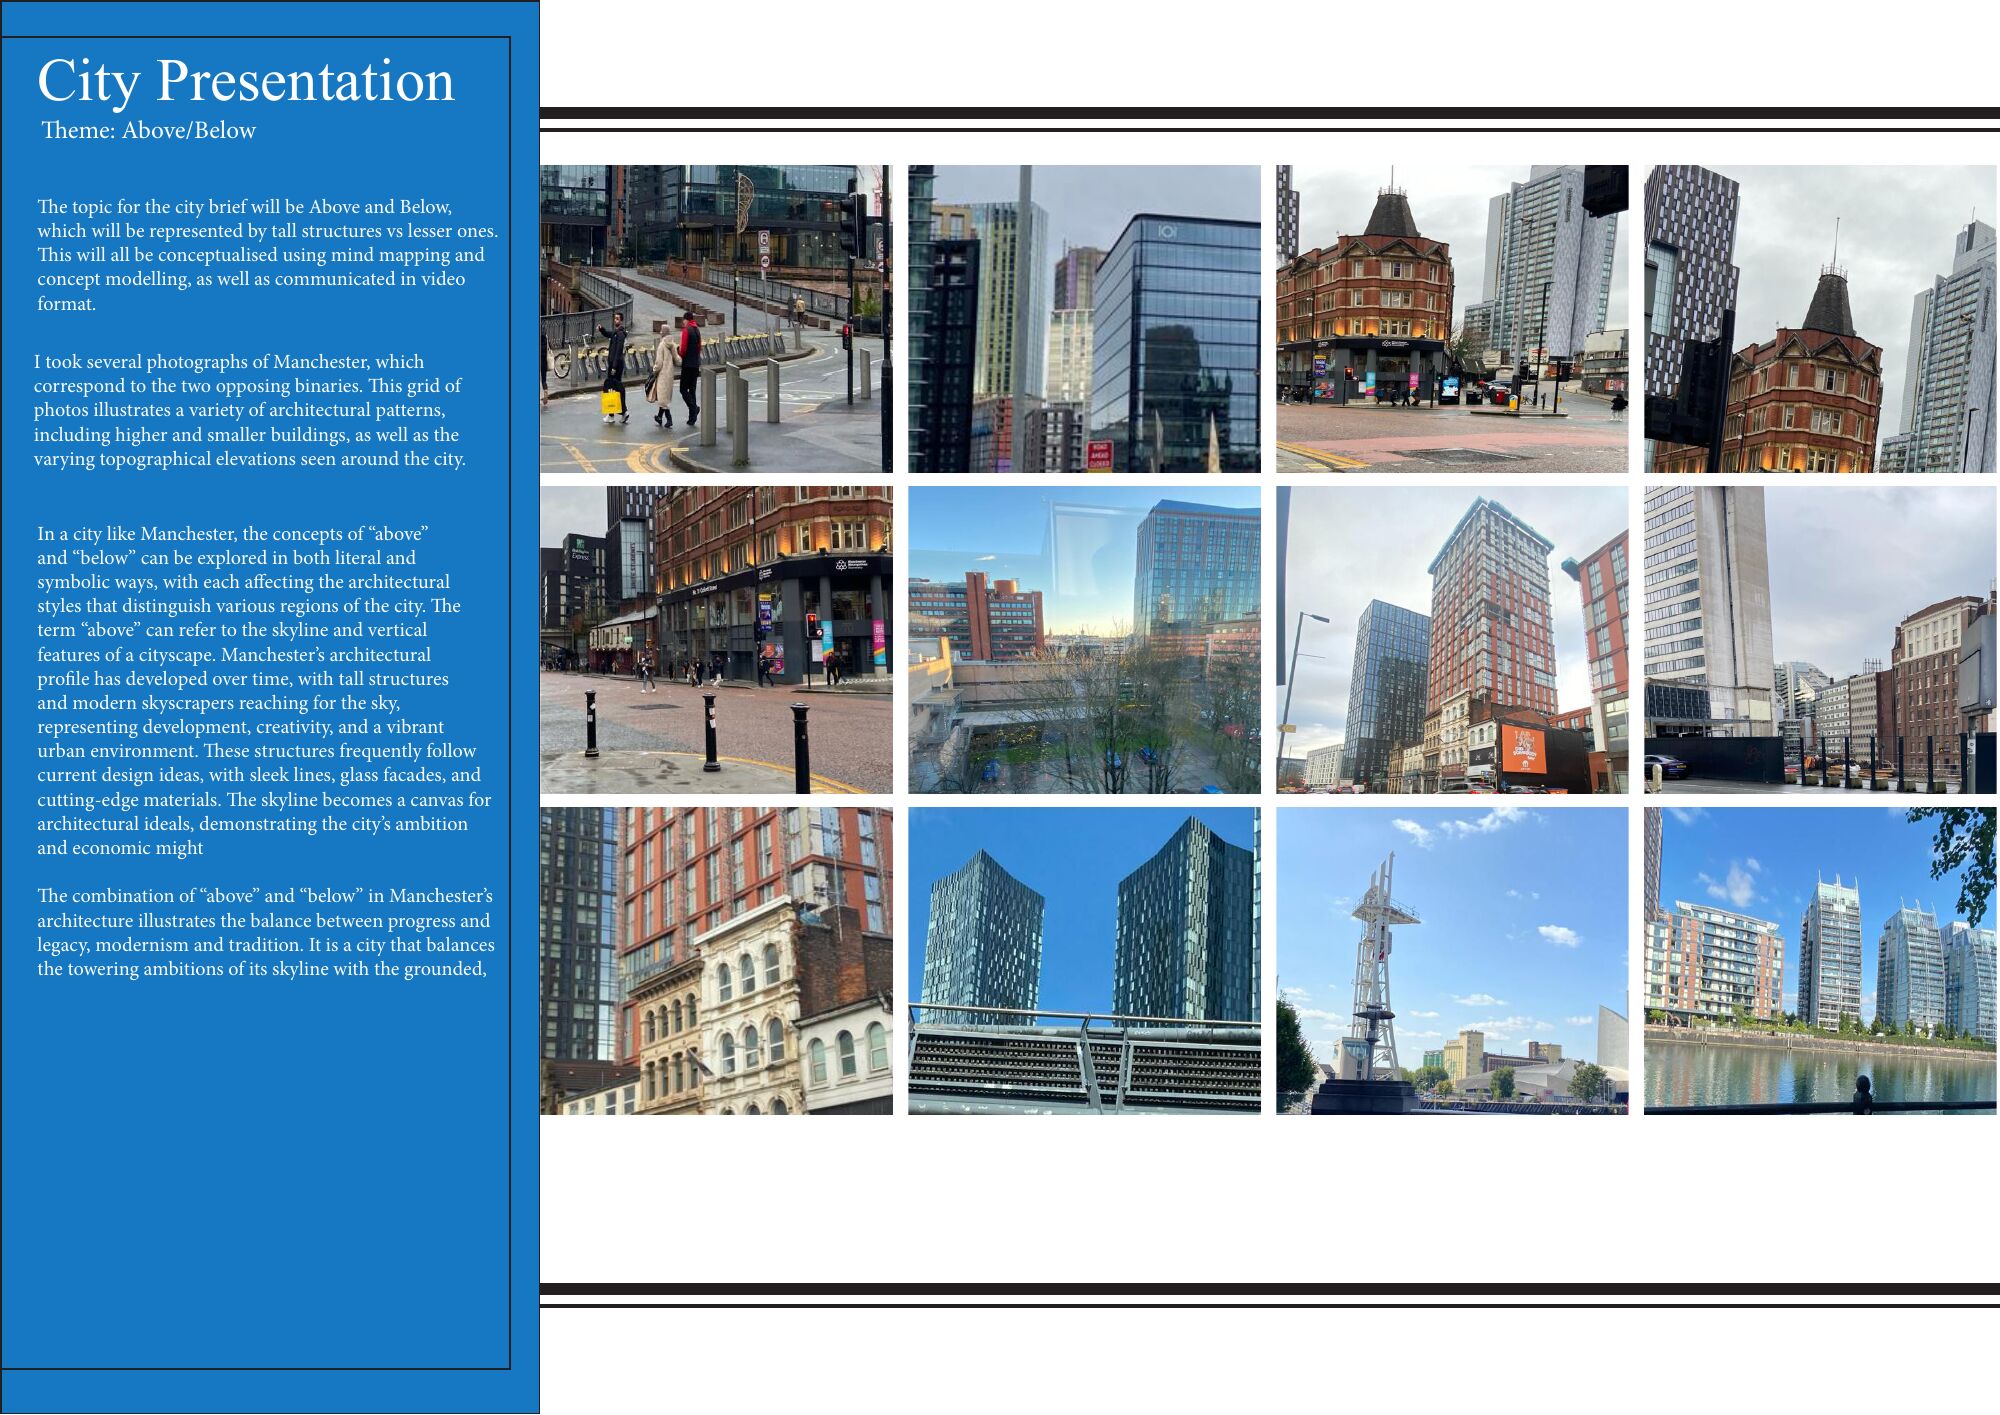 City Presentation
Theme: Above/Below
The topic for the city brief will be Above and Below,
which will be represented by tall structures vs lesser ones.
This will all be conceptualised using mind mapping and
concept modelling, as well as communicated in video
format.
I took several photographs of Manchester, which
correspond to the two opposing binaries. This grid of
photos illustrates a variety of architectural patterns,
including higher and smaller buildings, as well as the
varying topographical elevations seen around the city.
In a city like Manchester, the concepts of “above”
and “below” can be explored in both literal and
symbolic ways, with each affecting the architectural
styles that distinguish various regions of the city. The
term “above” can refer to the skyline and vertical
features of a cityscape. Manchester’s architectural
profile has developed over time, with tall structures
and modern skyscrapers reaching for the sky,
representing development, creativity, and a vibrant
urban environment. These structures frequently follow
current design ideas, with sleek lines, glass facades, and
cutting-edge materials. The skyline becomes a canvas for
architectural ideals, demonstrating the city’s ambition
and economic might
The combination of “above” and “below” in Manchester’s
architecture illustrates the balance between progress and
legacy, modernism and tradition. It is a city that balances
the towering ambitions of its skyline with the grounded,
101
ROAD
AHEAD
CLOSED
Express